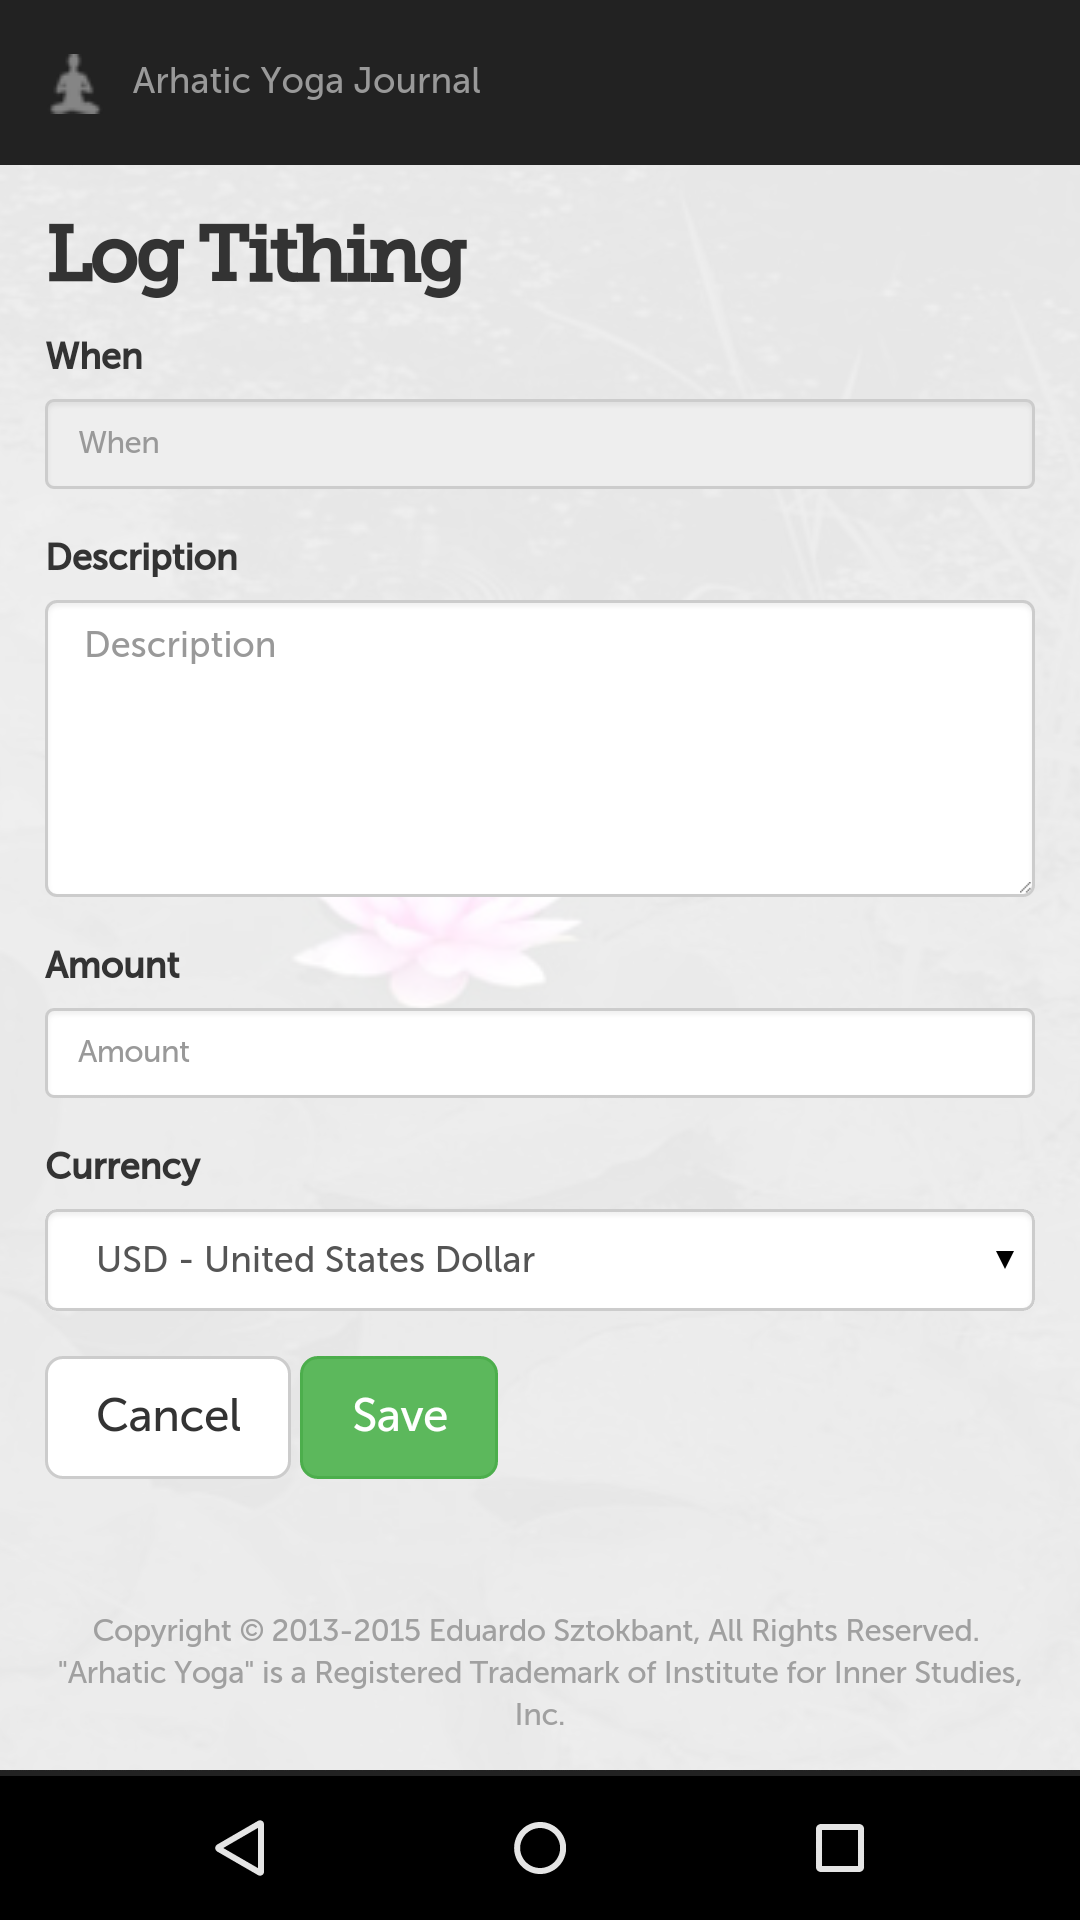 Arhatic Yoga Journal
Log Tithing
When
When
Description
Description
Amount
Amount
Currency
USD - United States Dollar
Cancel Save
Copyright © 2013-2015 Eduardo Sztokbant, All Rights Reserved.
"Arhatic Yoga" is a Registered Trademark of Institute for Inner Studies,
Inc.